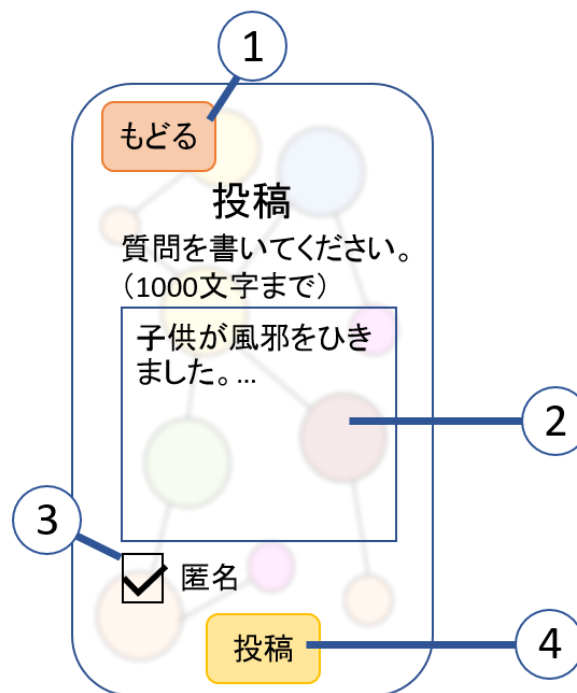 1
もどる
投稿
質問を書いてください。
（1000文字まで）
子供が風邪をひき
ました。...
2
3
匿名
投稿
4